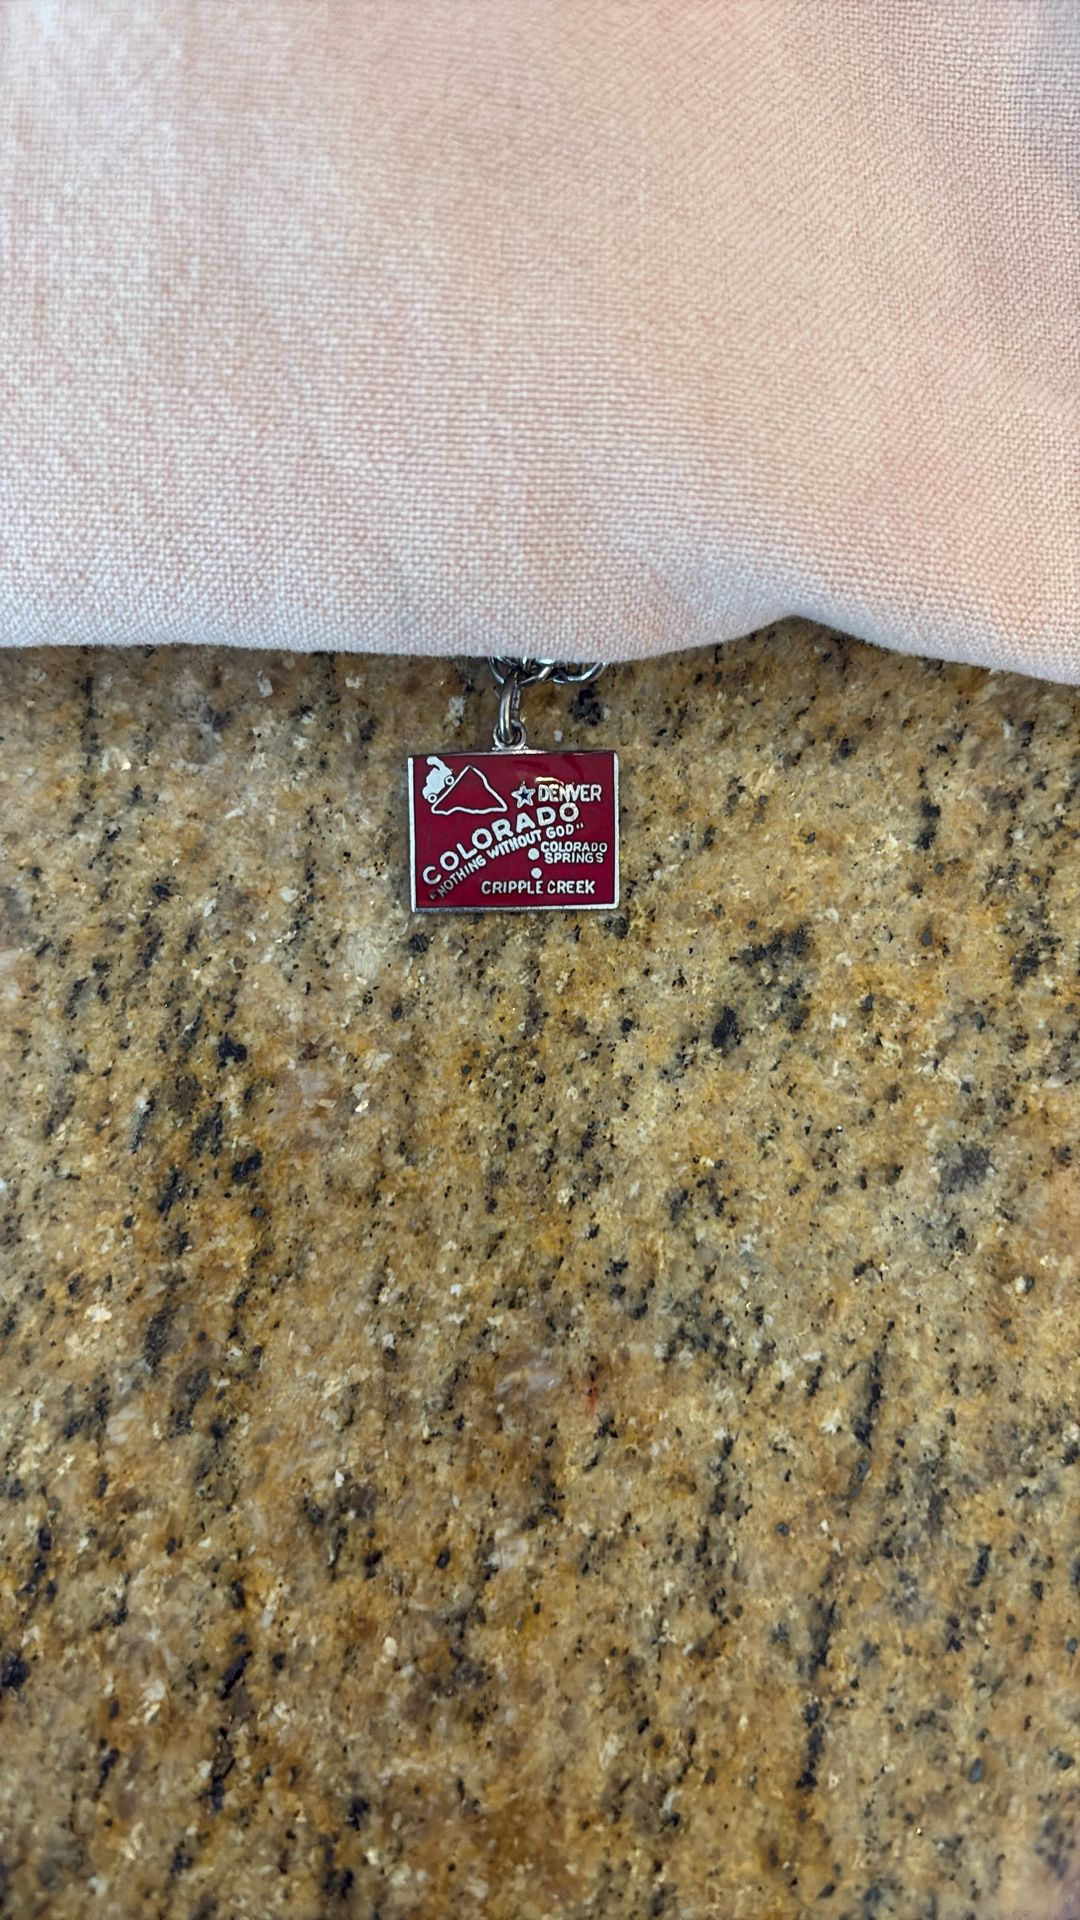 DENVER
COLORADO
"NOTHING WITHOUT GOD"
COLORADO
SPRINGS
CRIPPLE CREEK